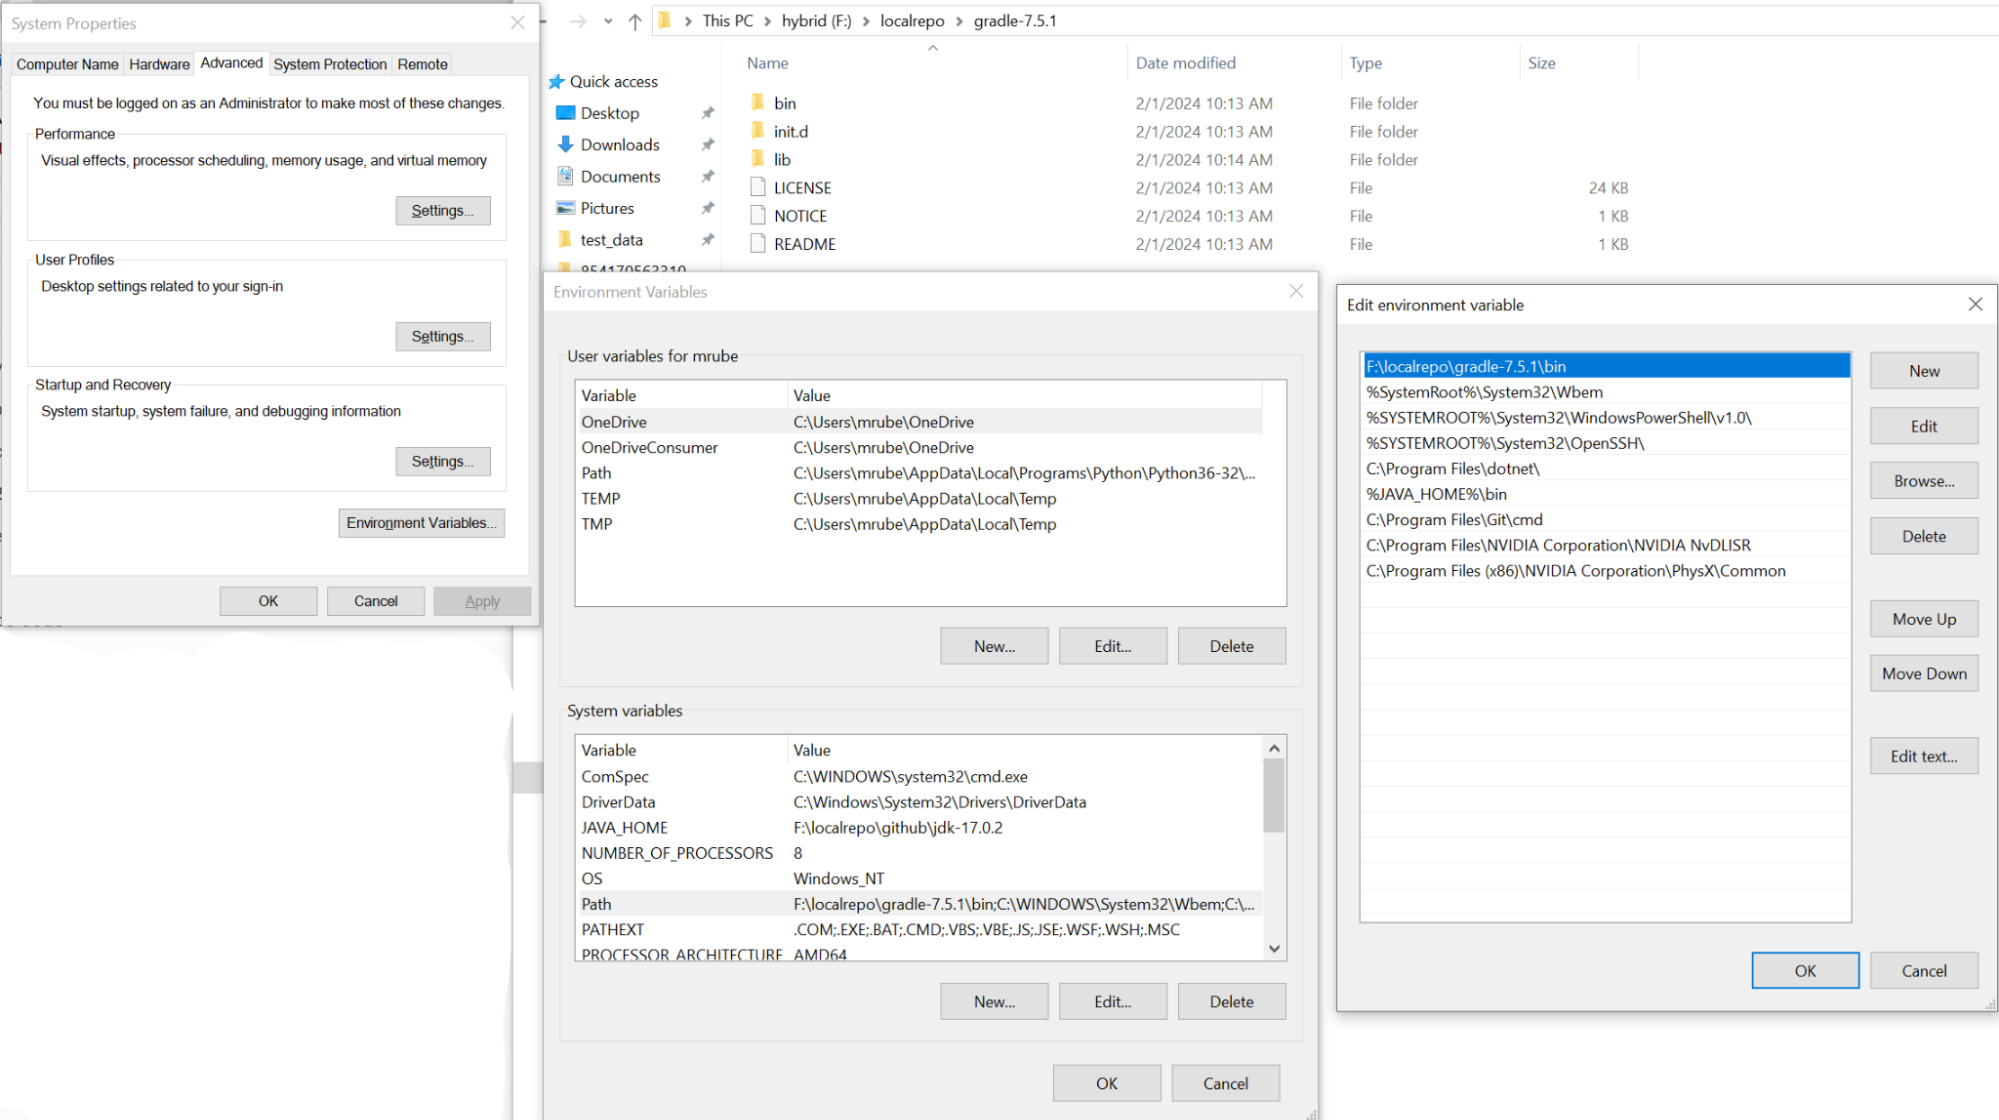 System Properties
Computer Name Hardware Advanced System Protection Remote
You must be logged on as an Administrator to make most of these changes.
Performance
Visual effects, processor scheduling, memory usage, and virtual memory
Settings...
User Profiles
Desktop settings related to your sign-in
Settings...
Startup and Recovery
System startup, system failure, and debugging information
Settings...
Environment Variables...
OK Cancel Apply
This PC hybrid (F:) localrepo gradle-7.5.1
Name Date modified Type Size
Quick access
Desktop
Downloads
Documents
Pictures
test_data
854170563310
bin 2/1/2024 10:13 AM File folder
init.d 2/1/2024 10:13 AM File folder
lib 2/1/2024 10:14 AM File folder
LICENSE 2/1/2024 10:13 AM File 24 KB
NOTICE 2/1/2024 10:13 AM File 1 KB
README 2/1/2024 10:13 AM File 1 KB
Environment Variables
User variables for mrube
Variable Value
OneDrive C:\Users\mrube\OneDrive
OneDriveConsumer C:\Users\mrube\OneDrive
Path C:\Users\mrube\AppData\Local\Programs\Python\Python36-32\...
TEMP C:\Users\mrube\AppData\Local\Temp
TMP C:\Users\mrube\AppData\Local\Temp
New... Edit... Delete
System variables
Variable Value
ComSpec C:\WINDOWS\system32\cmd.exe
DriverData C:\Windows\System32\Drivers\DriverData
JAVA_HOME F:\localrepo\github\jdk-17.0.2
NUMBER_OF_PROCESSORS 8
OS Windows_NT
Path F:\localrepo\gradle-7.5.1\bin;C:\WINDOWS\System32\Wbem;C:\...
PATHEXT .COM;.EXE;.BAT;.CMD;.VBS;.VBE;.JS;.JSE;.WSF;.WSH;.MSC
PROCESSOR_ARCHITECTURE AMD64
New... Edit... Delete
OK Cancel
Edit environment variable
F:\localrepo\gradle-7.5.1\bin
%SystemRoot%\System32\Wbem
%SYSTEMROOT%\System32\WindowsPowerShell\v1.0\
%SYSTEMROOT%\System32\OpenSSH\
C:\Program Files\dotnet\
%JAVA_HOME%\bin
C:\Program Files\Git\cmd
C:\Program Files\NVIDIA Corporation\NVIDIA NvDLISR
C:\Program Files (x86)\NVIDIA Corporation\PhysX\Common
New
Edit
Browse...
Delete
Move Up
Move Down
Edit text...
OK Cancel